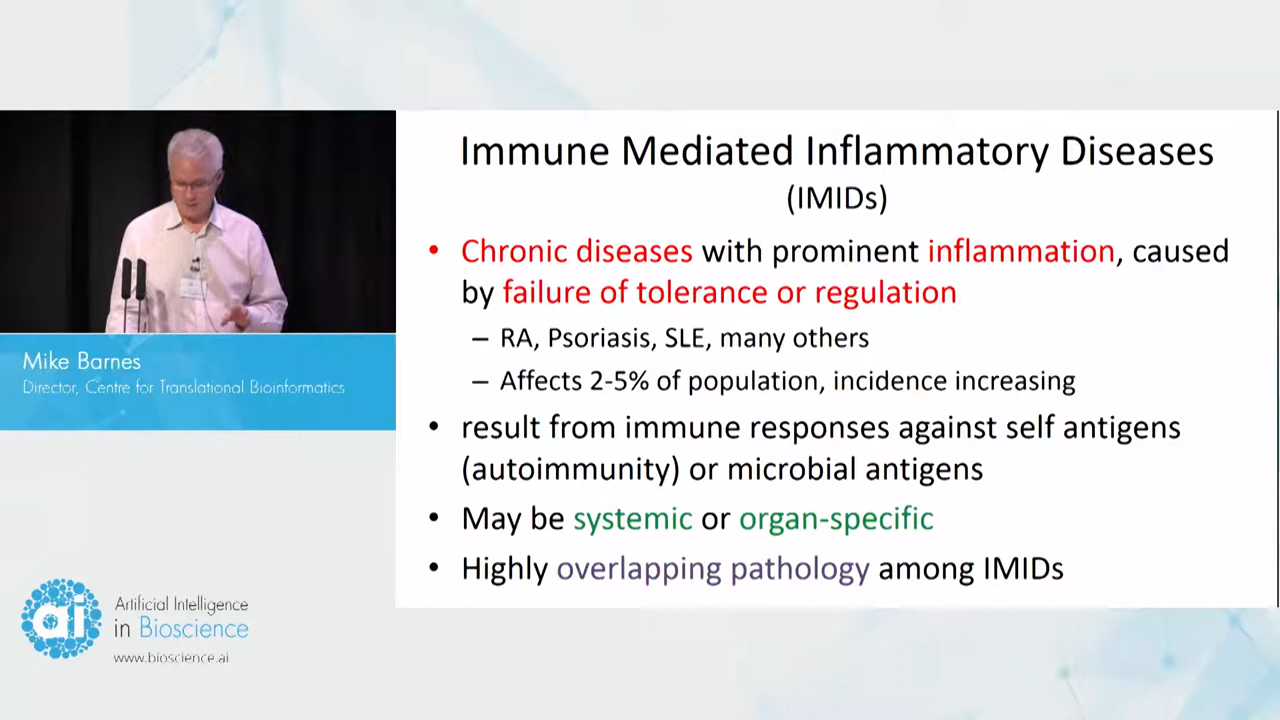 Immune Mediated Inflammatory Diseases
(IMIDs)
• Chronic diseases with prominent inflammation, caused
by failure of tolerance or regulation
– RA, Psoriasis, SLE, many others
– Affects 2-5% of population, incidence increasing
• result from immune responses against self antigens
(autoimmunity) or microbial antigens
• May be systemic or organ-specific
• Highly overlapping pathology among IMIDs
Mike Barnes
Director, Centre for Translational Bioinformatics
ai
Artificial Intelligence
in Bioscience
www.bioscience.ai